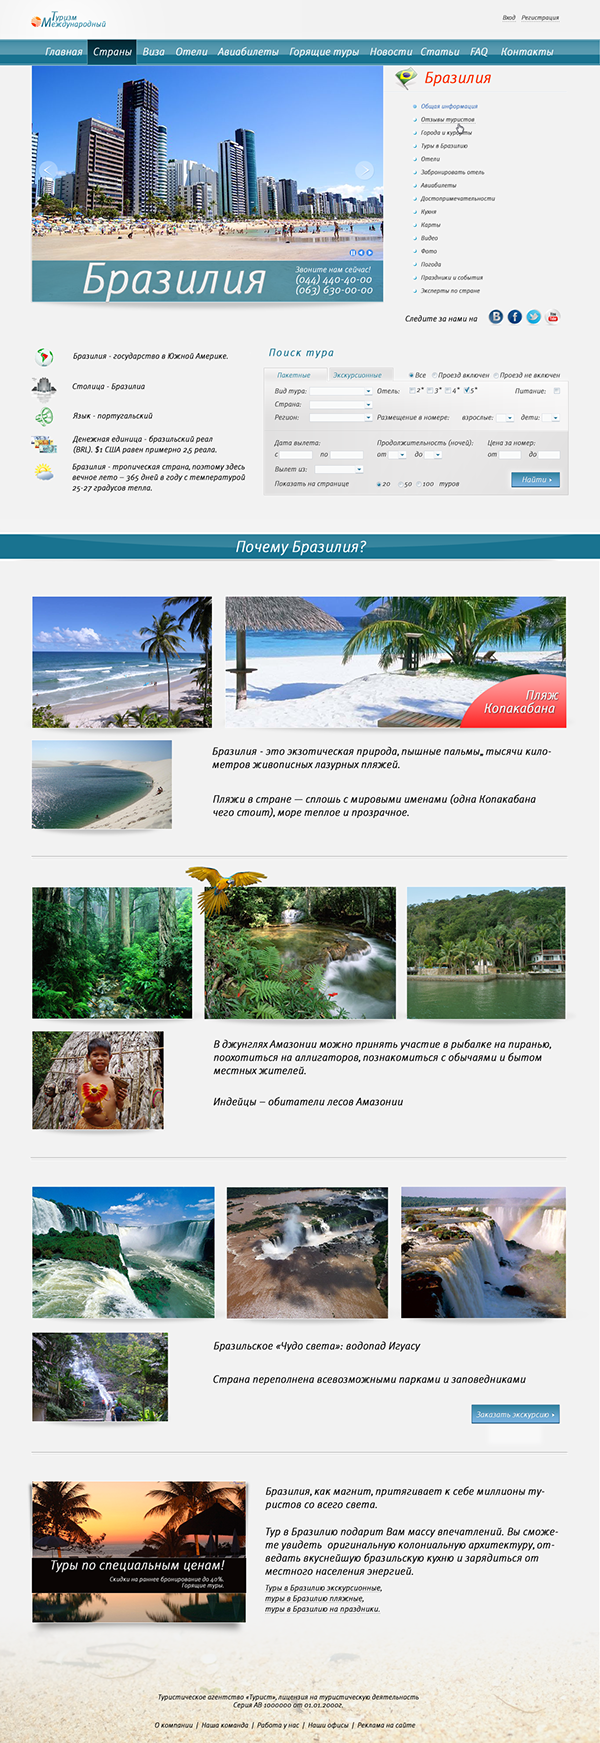 Туризм
Международный
Вход Регистрация
Главная Страны Виза Отели Авиабилеты Горящие туры Новости Статьи FAQ Контакты
Бразилия
Звоните нам сейчас!
(044) 440-40-00
(063) 630-00-00
Бразилия
Общая информация
Отзывы туристов
Города и курорты
Туры в Бразилию
Отели
Забронировать отель
Авиабилеты
Достопримечательности
Кухня
Карты
Видео
Фото
Погода
Праздники и события
Эксперты по стране
Следите за нами на
Бразилия - государство в Южной Америке.
Столица - Бразилиа
Язык - португальский
Денежная единица - бразильский реал
(BRL). $1 США равен примерно 2,5 реала.
Бразилия - тропическая страна, поэтому здесь
вечное лето – 365 дней в году с температурой
25-27 градусов тепла.
Поиск тура
Пакетные Экскурсионные Все Проезд включен Проезд не включен
Вид тура: Отель: 2* 3* 4* 5* Питание:
Страна:
Регион: Размещение в номере: взрослые: дети:
Дата вылета: Продолжительность (ночей): Цена за номер:
с по от до от до
Вылет из:
Показать на странице 20 50 100 туров
Найти
Почему Бразилия?
Пляж
Копакабана
Бразилия - это экзотическая природа, пышные пальмы,, тысячи кило-
метров живописных лазурных пляжей.
Пляжи в стране — сплошь с мировыми именами (одна Копакабана
чего стоит), море теплое и прозрачное.
В джунглях Амазонии можно принять участие в рыбалке на пиранью,
поохотиться на аллигаторов, познакомиться с обычаями и бытом
местных жителей.
Индейцы – обитатели лесов Амазонии
Бразильское «Чудо света»: водопад Игуасу
Страна переполнена всевозможными парками и заповедниками
Заказать экскурсию
Бразилия, как магнит, притягивает к себе миллионы ту-
ристов со всего света.
Тур в Бразилию подарит Вам массу впечатлений. Вы сможе-
те увидеть оригинальную колониальную архитектуру, от-
ведать вкуснейшую бразильскую кухню и зарядиться от
местного населения энергией.
Туры в Бразилию экскурсионные,
туры в Бразилию пляжные,
туры в Бразилию на праздники.
Туры по специальным ценам!
Скидки на раннее бронирование до 40%.
Горящие туры.
Туристическое агентство «Турист», лицензия на туристическую деятельность
Серия АВ 1000000 от 01.01.2000г.
О компании | Наша команда | Работа у нас | Наши офисы | Реклама на сайте